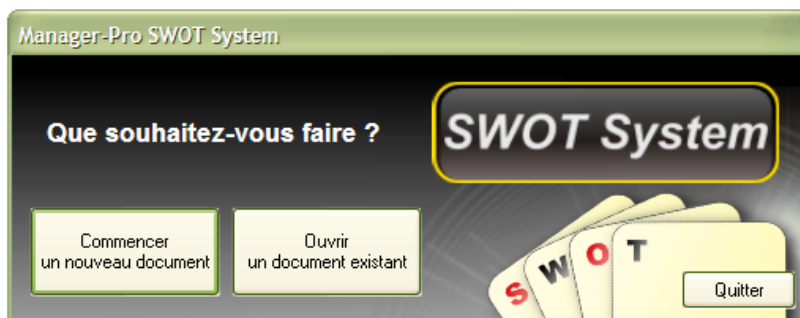 Manager-Pro SWOT System
Que souhaitez-vous faire ?
SWOT System
Commencer
un nouveau document
Ouvrir
un document existant
S W O T
Quitter